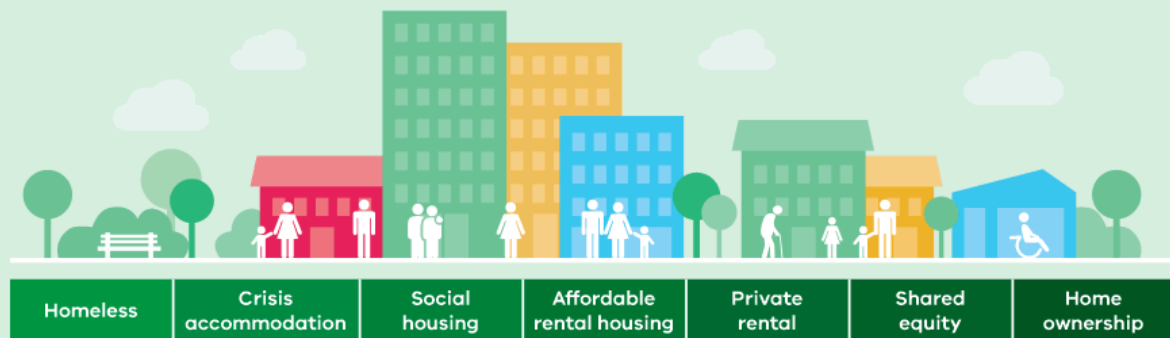 Homeless
Crisis
accommodation
Social
housing
Affordable
rental housing
Private
rental
Shared
equity
Home
ownership